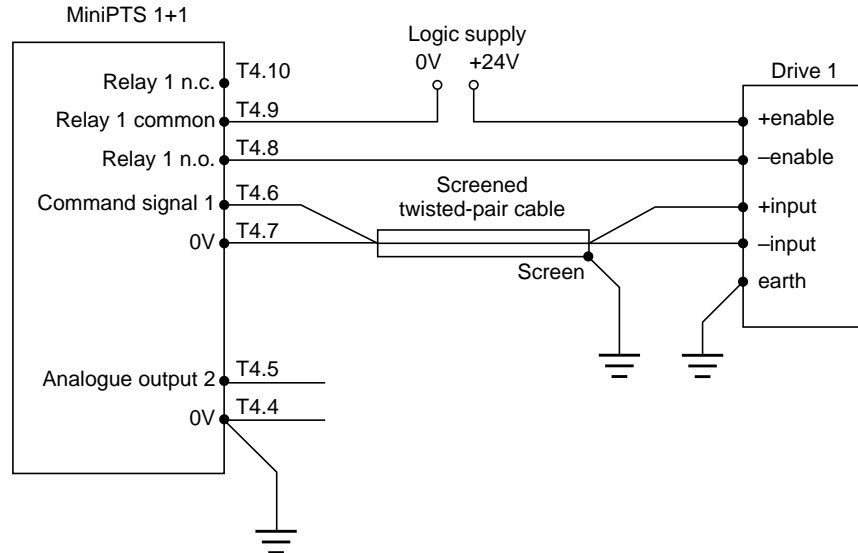 MiniPTS 1+1
Logic supply
0V +24V
Drive 1
Relay 1 n.c.
T4.10
Relay 1 common
T4.9
+enable
Relay 1 n.o.
T4.8
–enable
Screened
twisted-pair cable
Command signal 1
T4.6
+input
0V
T4.7
–input
Screen
earth
Analogue output 2
T4.5
0V
T4.4